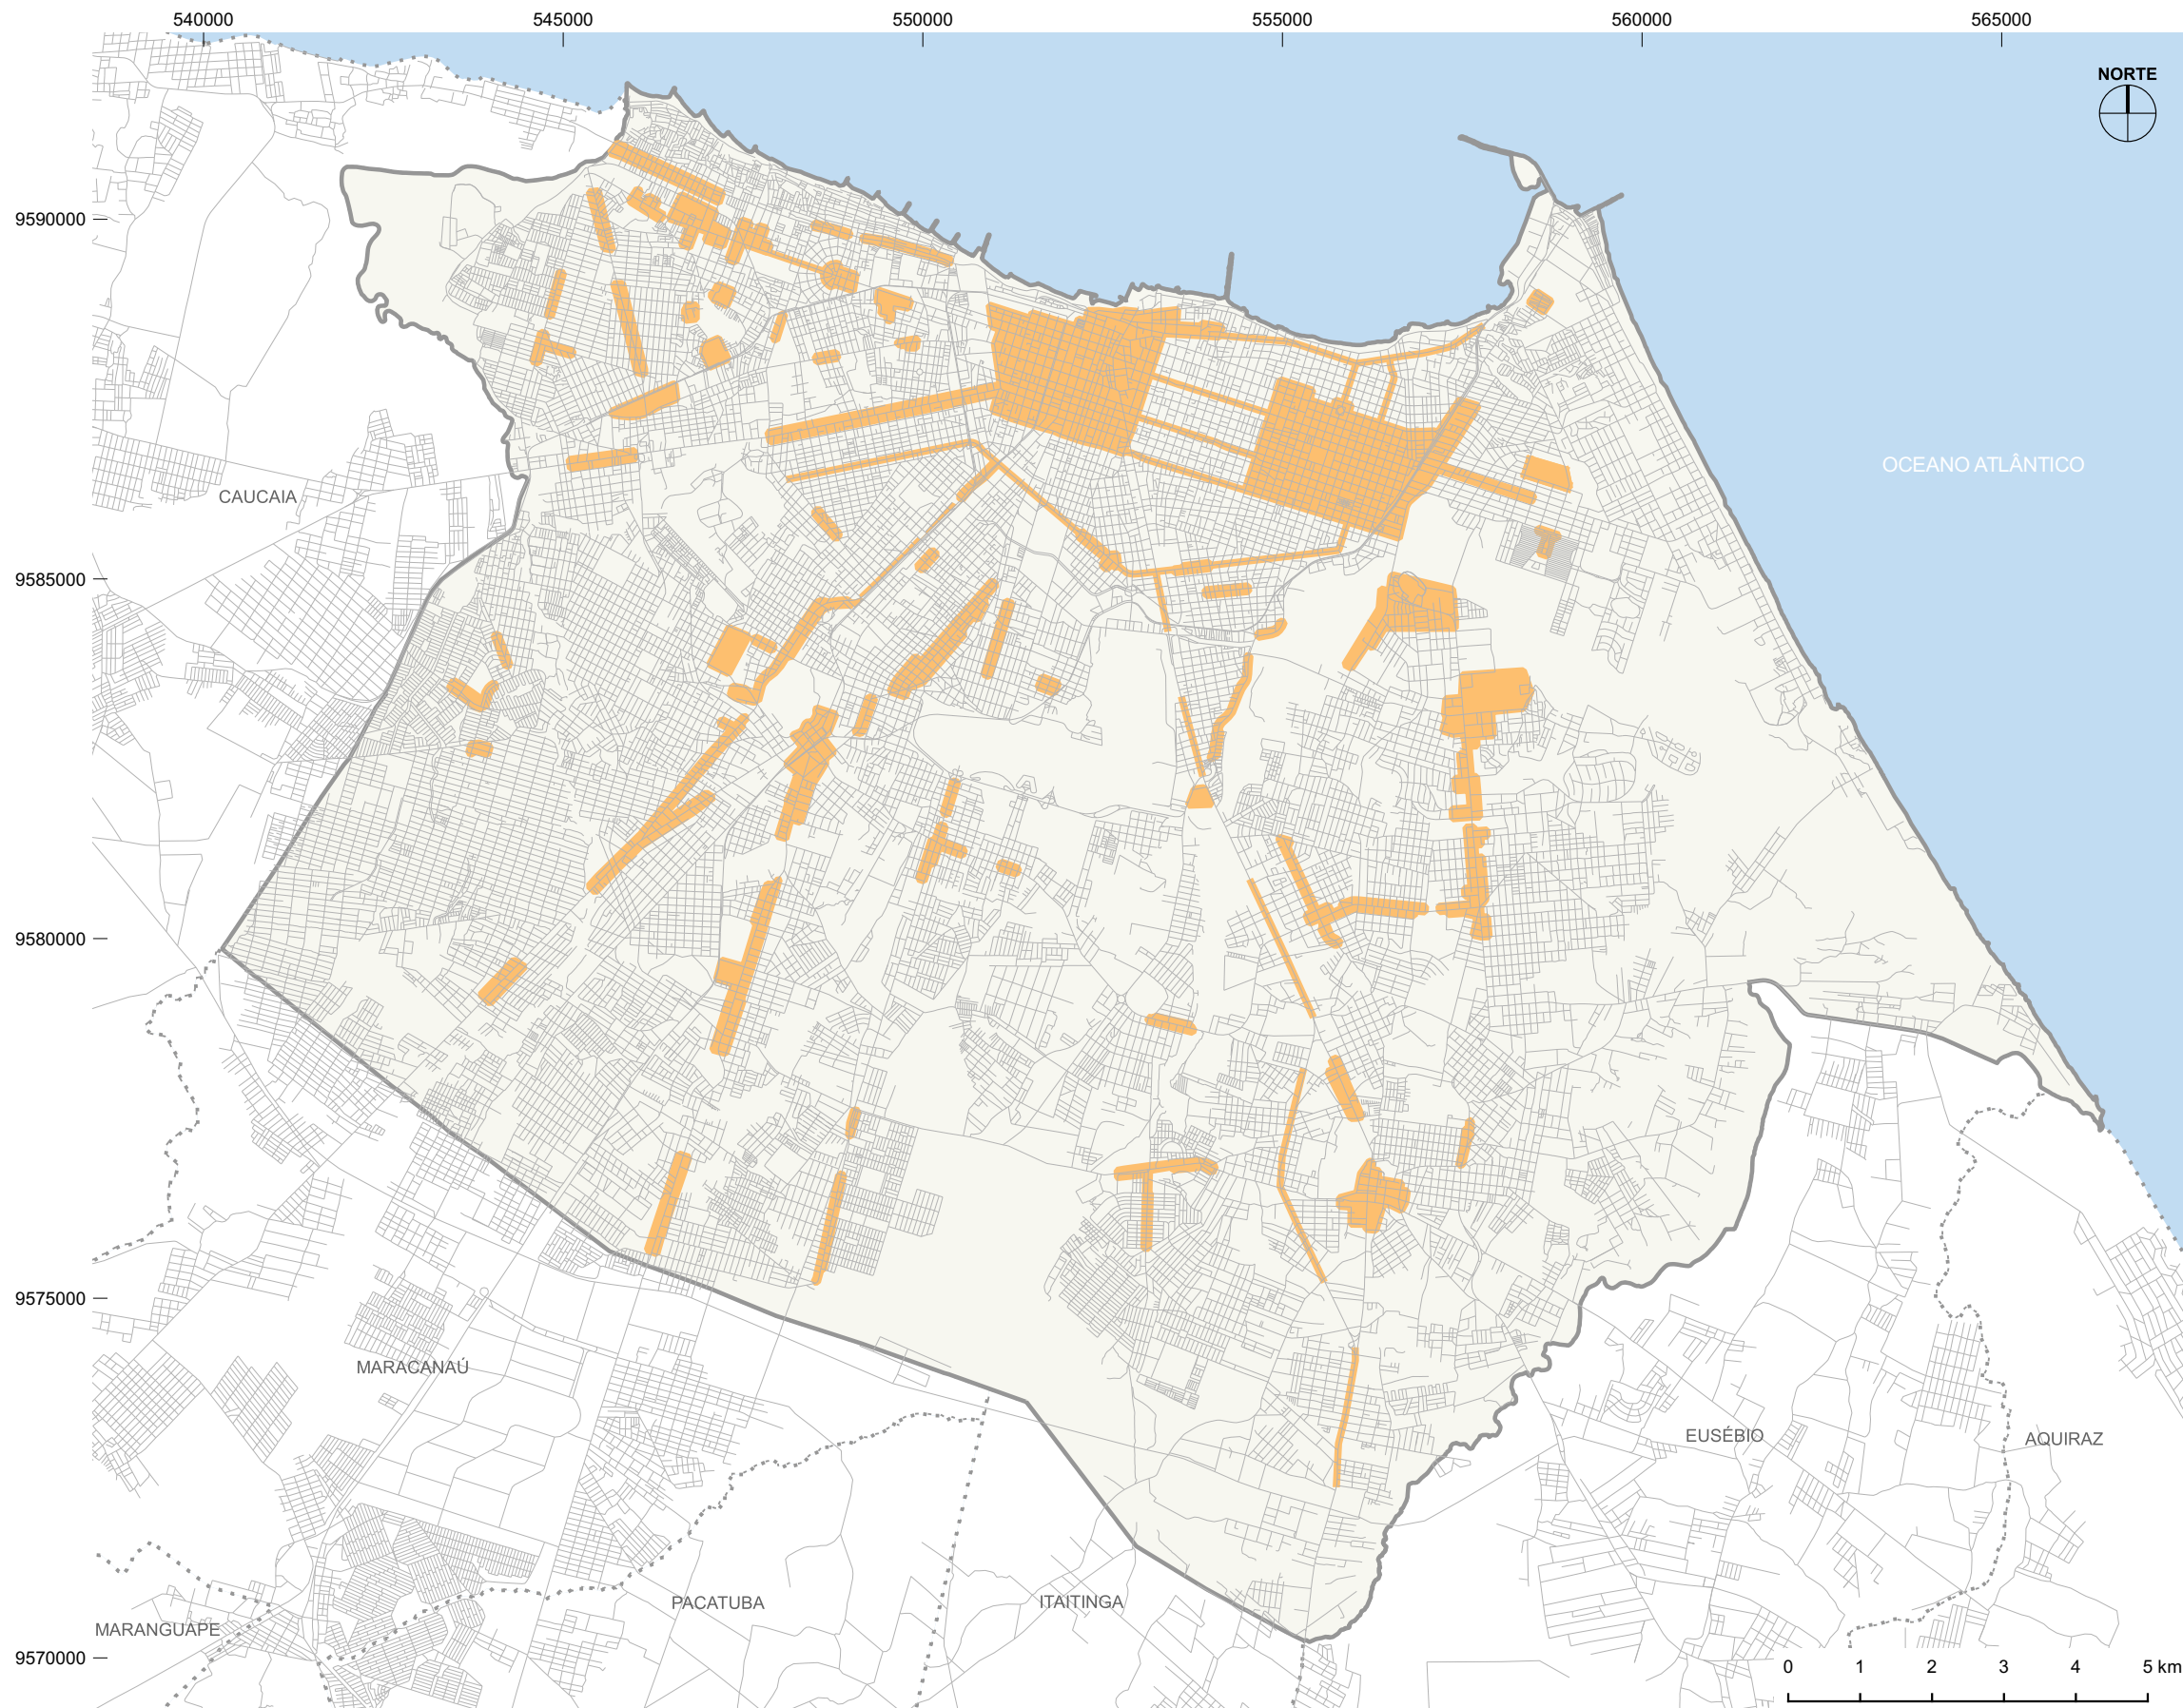 540000 545000 550000 555000 560000 565000
NORTE
9590000
OCEANO ATLÂNTICO
CAUCAIA
9585000
9580000
9575000
MARACANAÚ
EUSÉBIO
AQUIRAZ
PACATUBA
ITAITINGA
MARANGUAPE
9570000
0 1 2 3 4 5 km